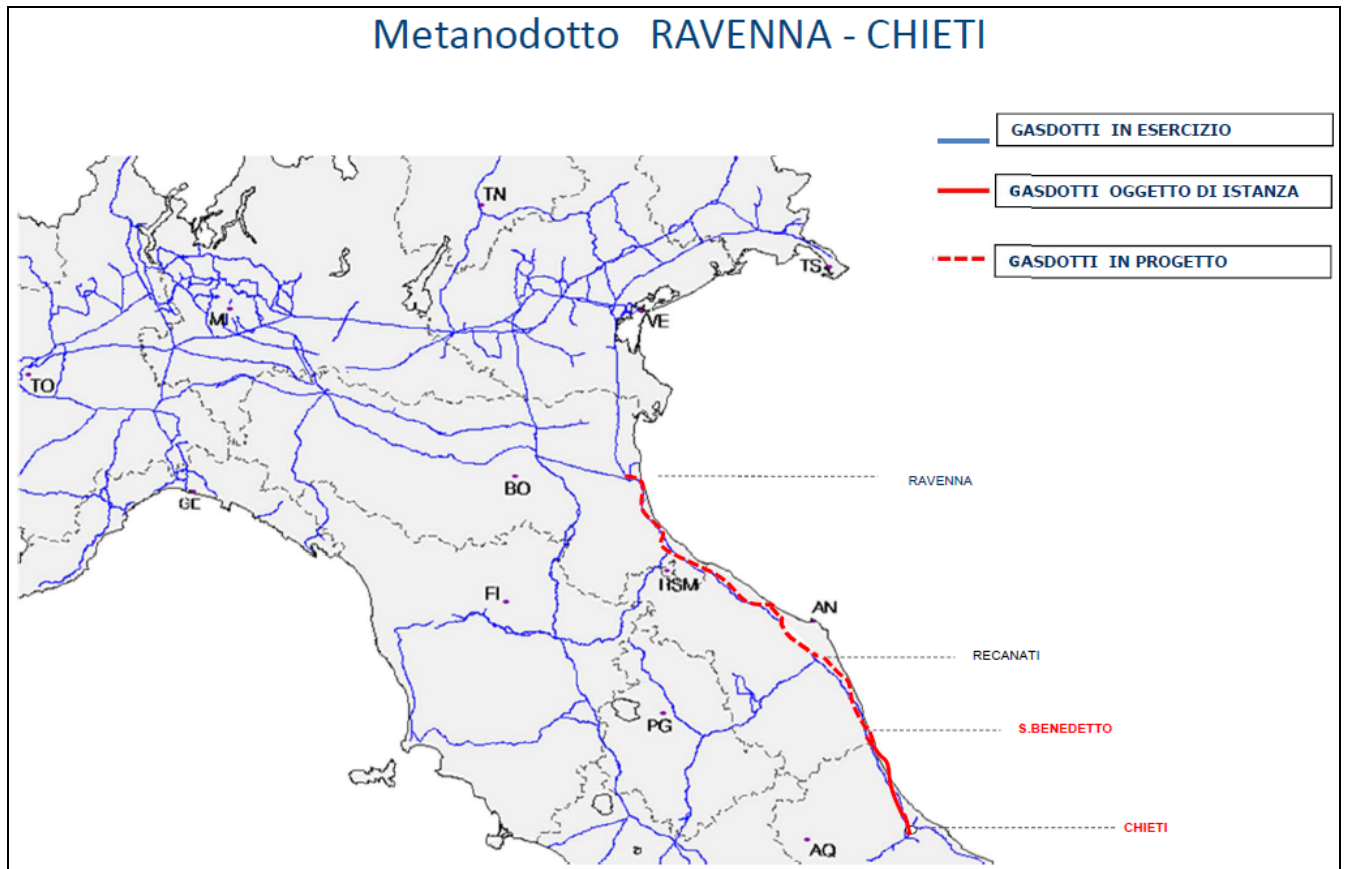 Metanodotto RAVENNA - CHIETI
GASDOTTI IN ESERCIZIO
GASDOTTI OGGETTO DI ISTANZA
GASDOTTI IN PROGETTO
TN
TS
MI
VE
TO
RAVENNA
BO
GE
RSM
FI
AN
RECANATI
PG
S.BENEDETTO
CHIETI
AQ